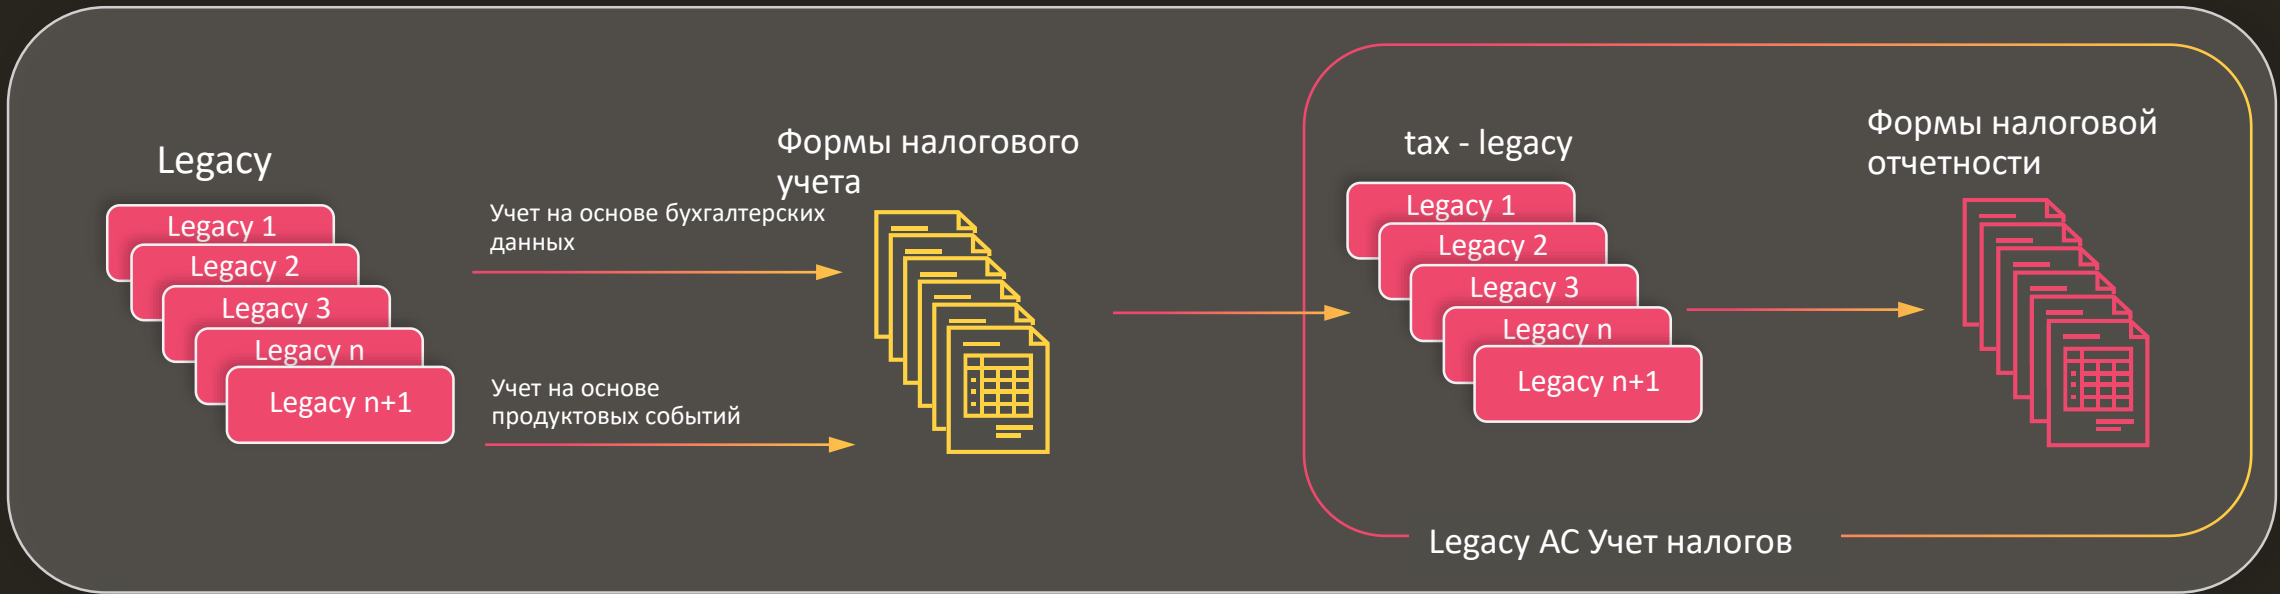 Legacy
Legacy 1
Legacy 2
Legacy 3
Legacy n
Legacy n+1
Учет на основе бухгалтерских
данных
Учет на основе
продуктовых событий
Формы налогового
учета
tax - legacy
Legacy 1
Legacy 2
Legacy 3
Legacy n
Legacy n+1
Формы налоговой
отчетности
Legacy АС Учет налогов